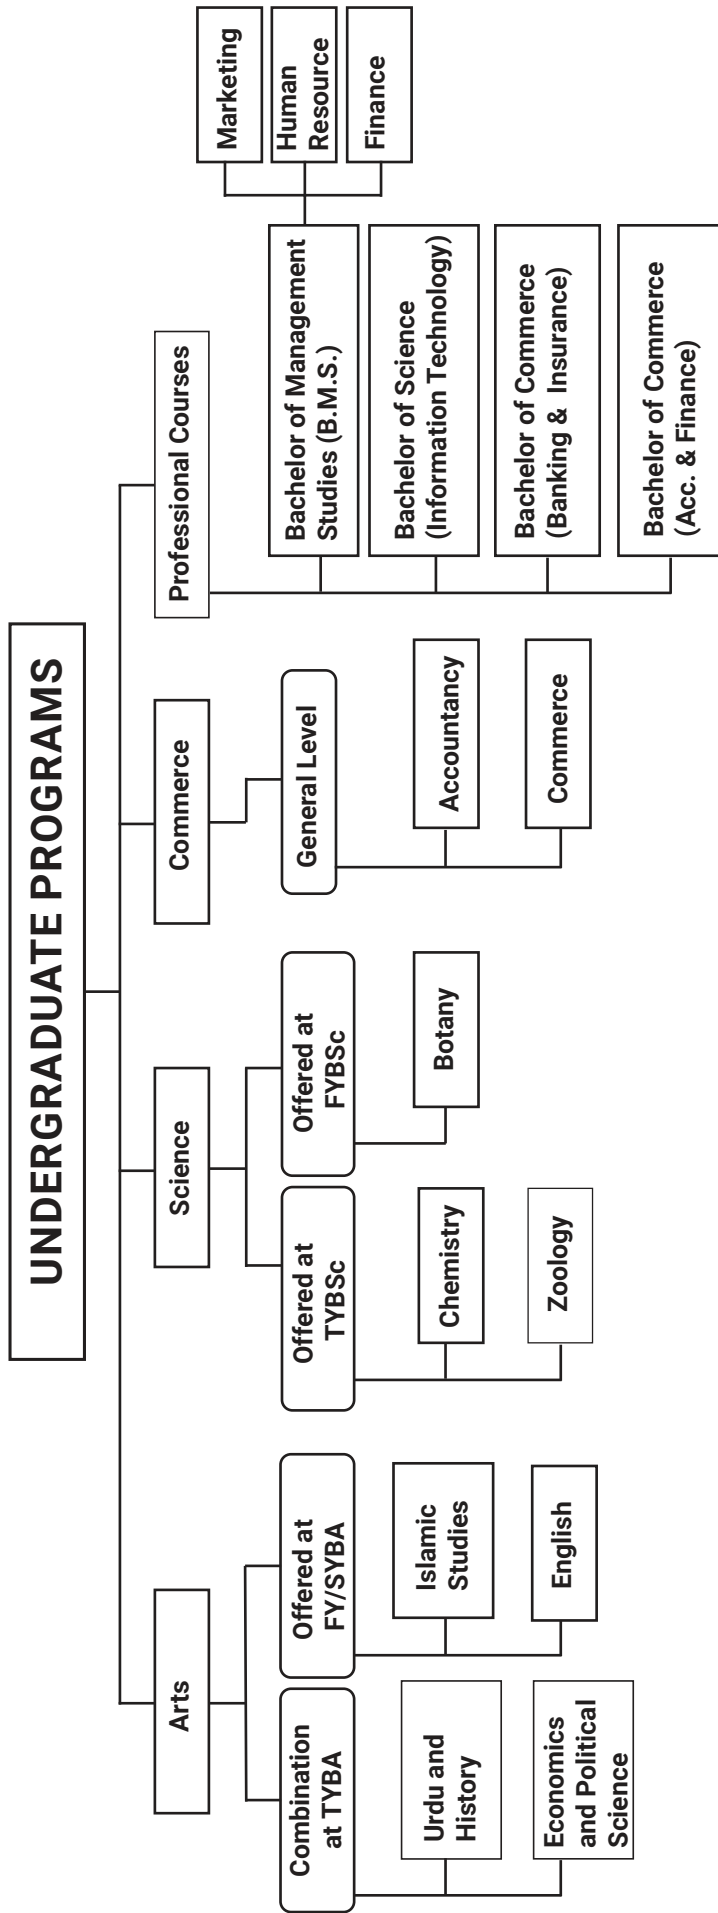 UNDERGRADUATE PROGRAMS
Arts
Combination
at TYBA
Urdu and
History
Economics
and Political
Science
Offered at
FY/SYBA
Islamic
Studies
English
Science
Offered at
TYBSc
Chemistry
Zoology
Offered at
FYBSc
Botany
Commerce
General Level
Accountancy
Commerce
Professional Courses
Bachelor of Management
Studies (B.M.S.)
Marketing
Human
Resource
Finance
Bachelor of Science
(Information Technology)
Bachelor of Commerce
(Banking & Insurance)
Bachelor of Commerce
(Acc. & Finance)